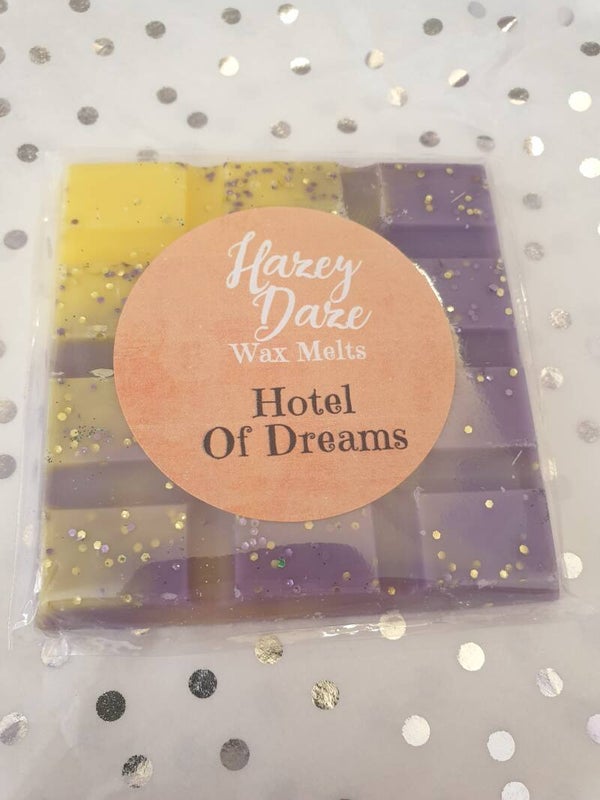 Hazey
Daze
Wax Melts
Hotel
Of Dreams